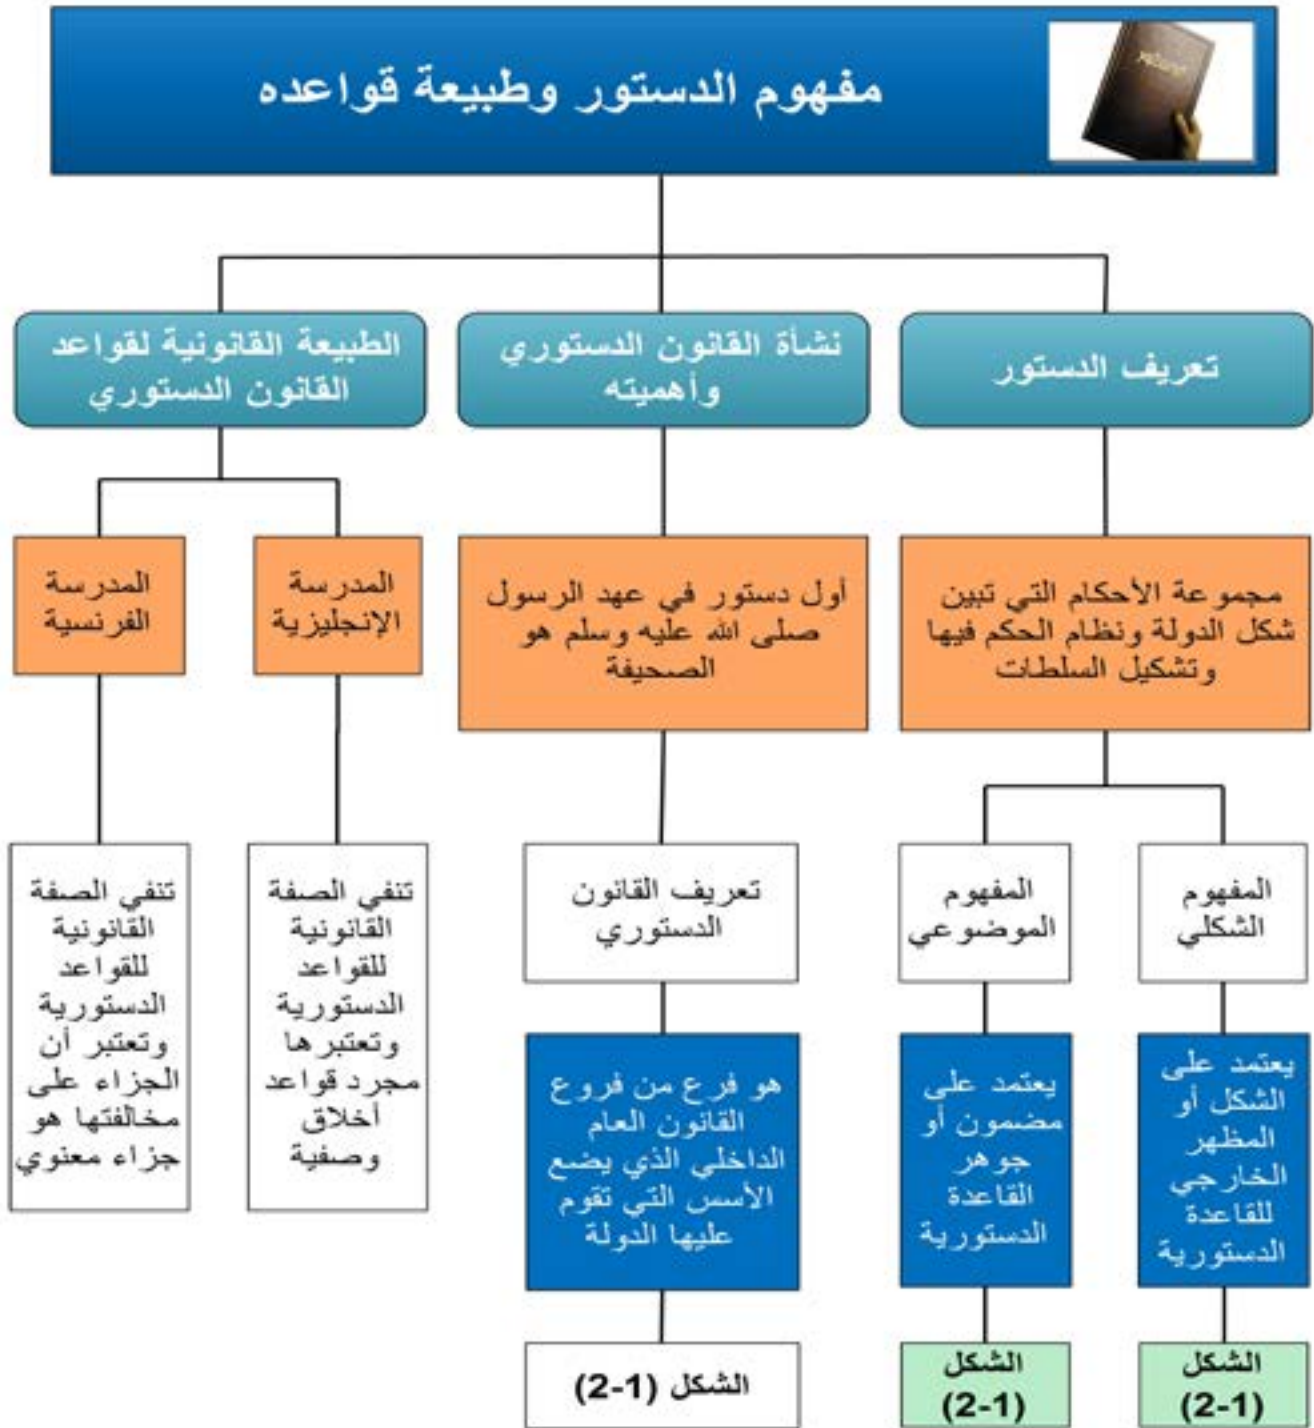 مفهوم الدستور وطبيعة قواعده
الدستور
تعريف الدستور
نشأة القانون الدستوري
وأهميته
الطبيعة القانونية لقواعد
القانون الدستوري
مجموعة الأحكام التي تبين
شكل الدولة ونظام الحكم فيها
وتشكيل السلطات
أول دستور في عهد الرسول
صلى الله عليه وسلم هو
الصحيفة
المدرسة
الإنجليزية
المدرسة
الفرنسية
المفهوم
الشكلي
المفهوم
الموضوعي
تعريف القانون
الدستوري
تنفي الصفة
القانونية
للقواعد
الدستورية
وتعتبرها
مجرد قواعد
أخلاق
وصفية
تنفي الصفة
القانونية
للقواعد
الدستورية
وتعتبر أن
الجزاء على
مخالفتها هو
جزاء معنوي
يعتمد على
الشكل أو
المظهر
الخارجي
للقاعدة
الدستورية
يعتمد على
مضمون أو
جوهر
القاعدة
الدستورية
هو فرع من فروع
القانون العام
الداخلي الذي يضع
الأسس التي تقوم
عليها الدولة
الشكل
(2-1)
الشكل
(2-1)
الشكل (2-1)